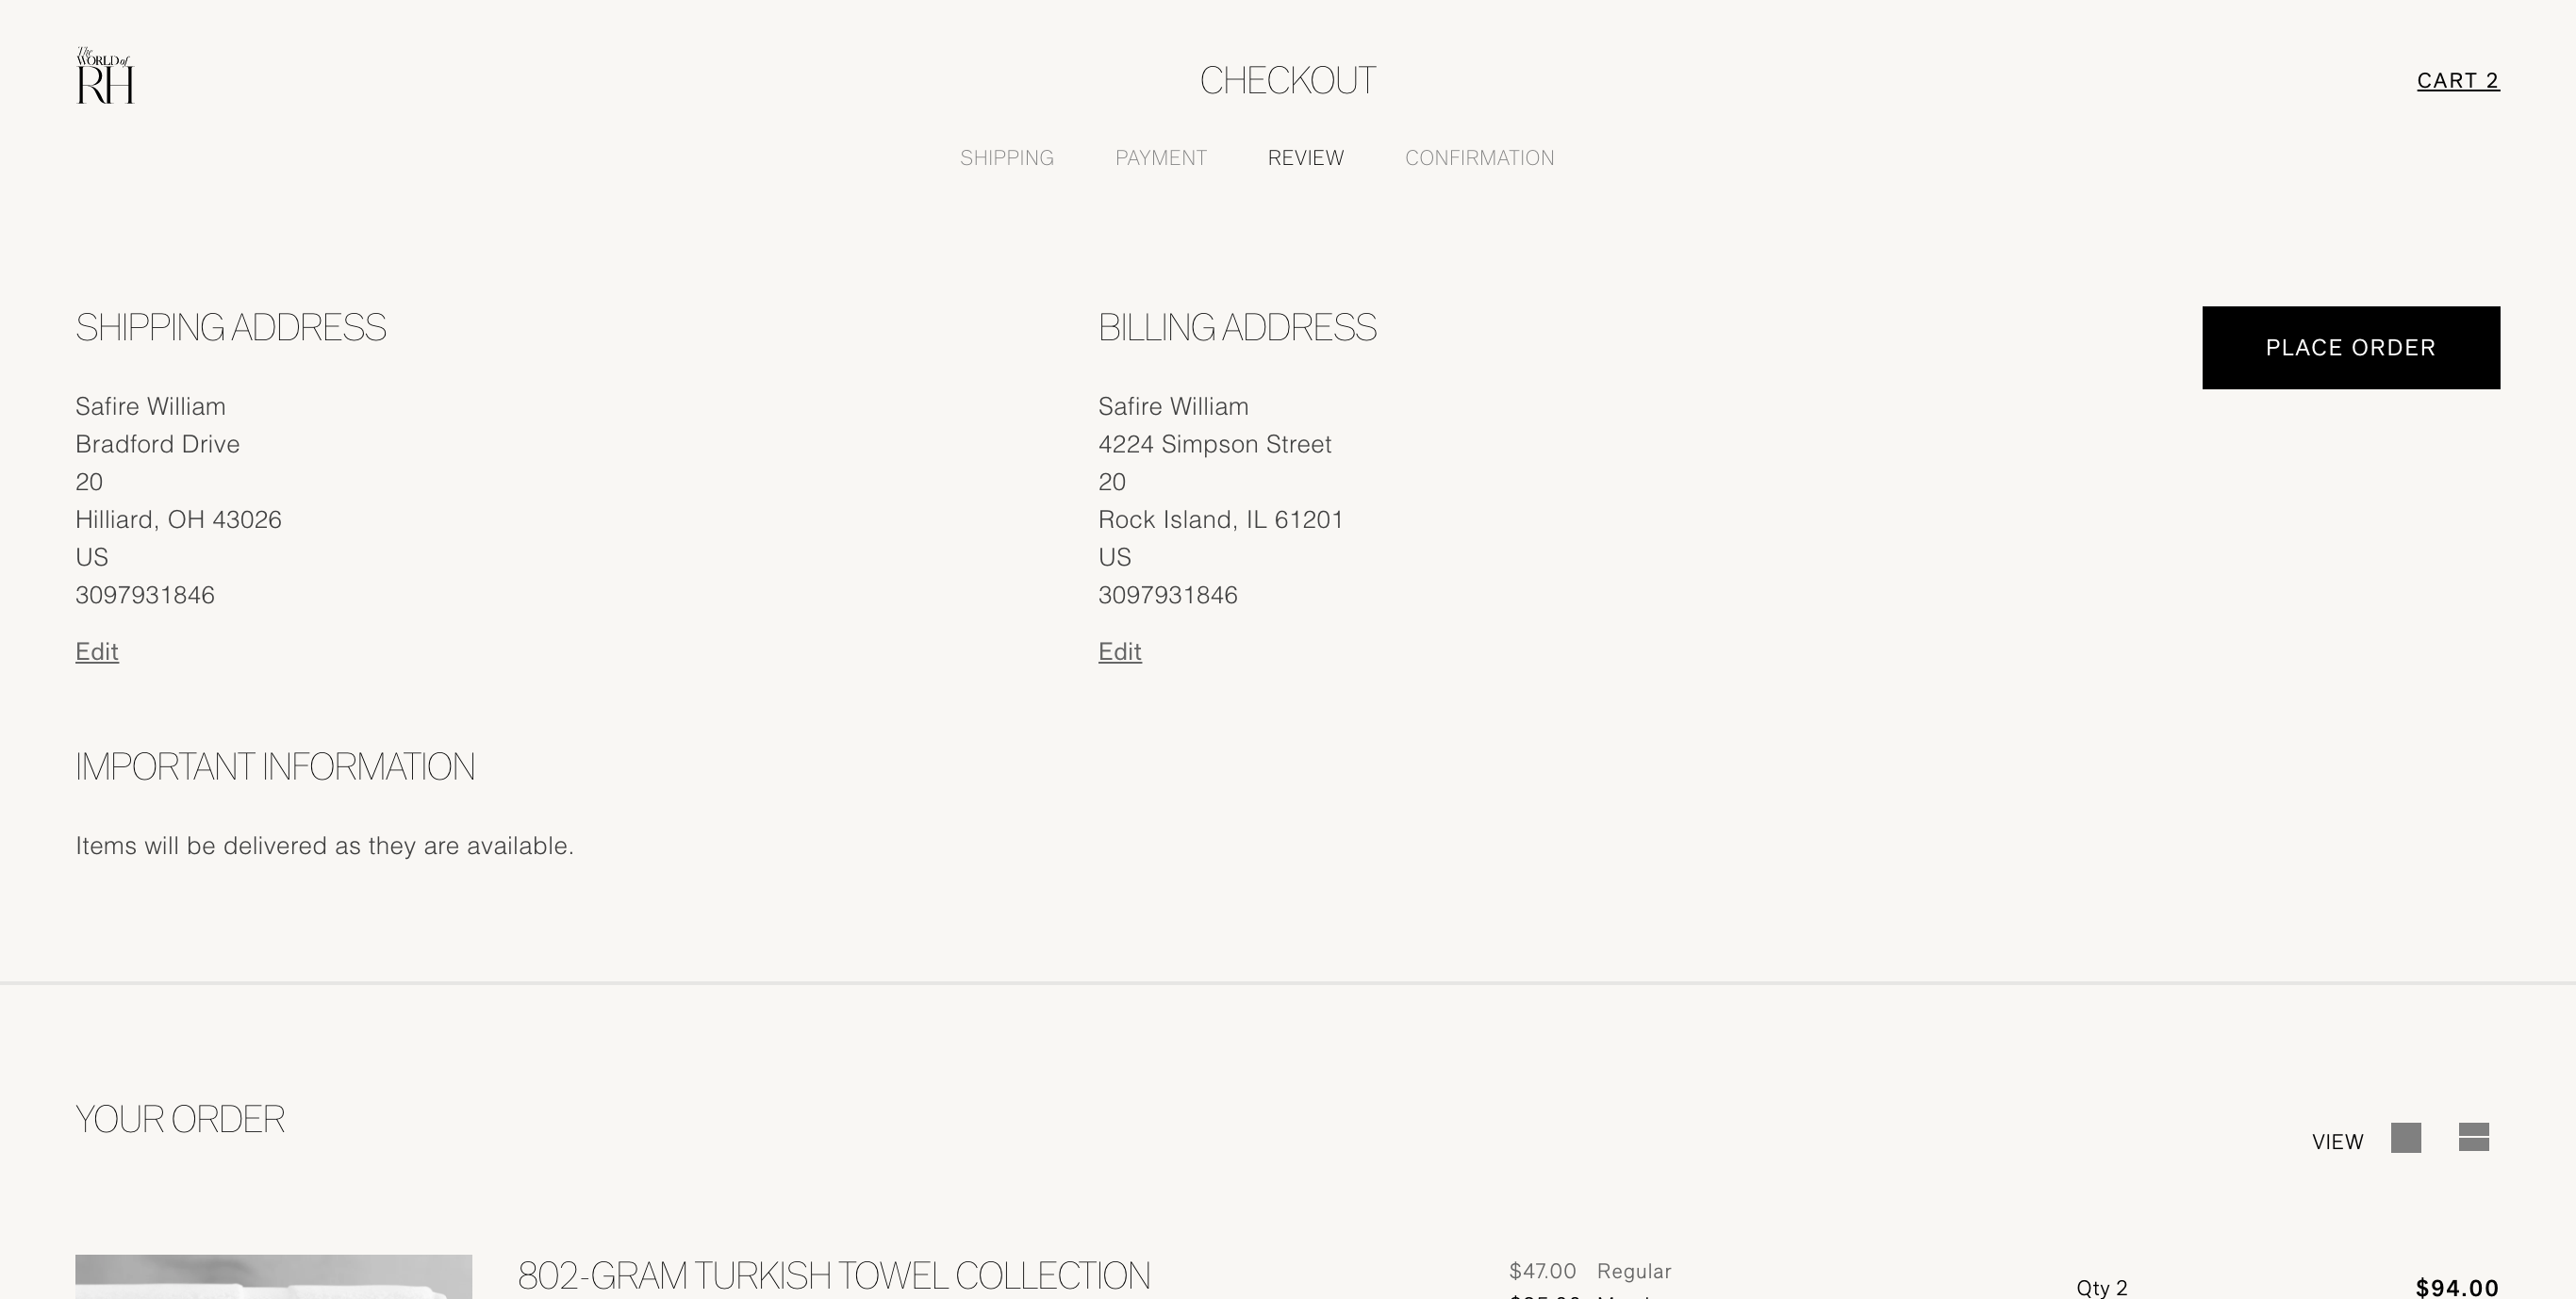 The
WORLD of
RH
CHECKOUT
CART 2
SHIPPING PAYMENT REVIEW CONFIRMATION
SHIPPING ADDRESS
Safire William
Bradford Drive
20
Hilliard, OH 43026
US
3097931846
Edit
BILLING ADDRESS
Safire William
4224 Simpson Street
20
Rock Island, IL 61201
US
3097931846
Edit
PLACE ORDER
IMPORTANT INFORMATION
Items will be delivered as they are available.
YOUR ORDER
VIEW
802-GRAM TURKISH TOWEL COLLECTION
$47.00 Regular
Qty 2
$94.00